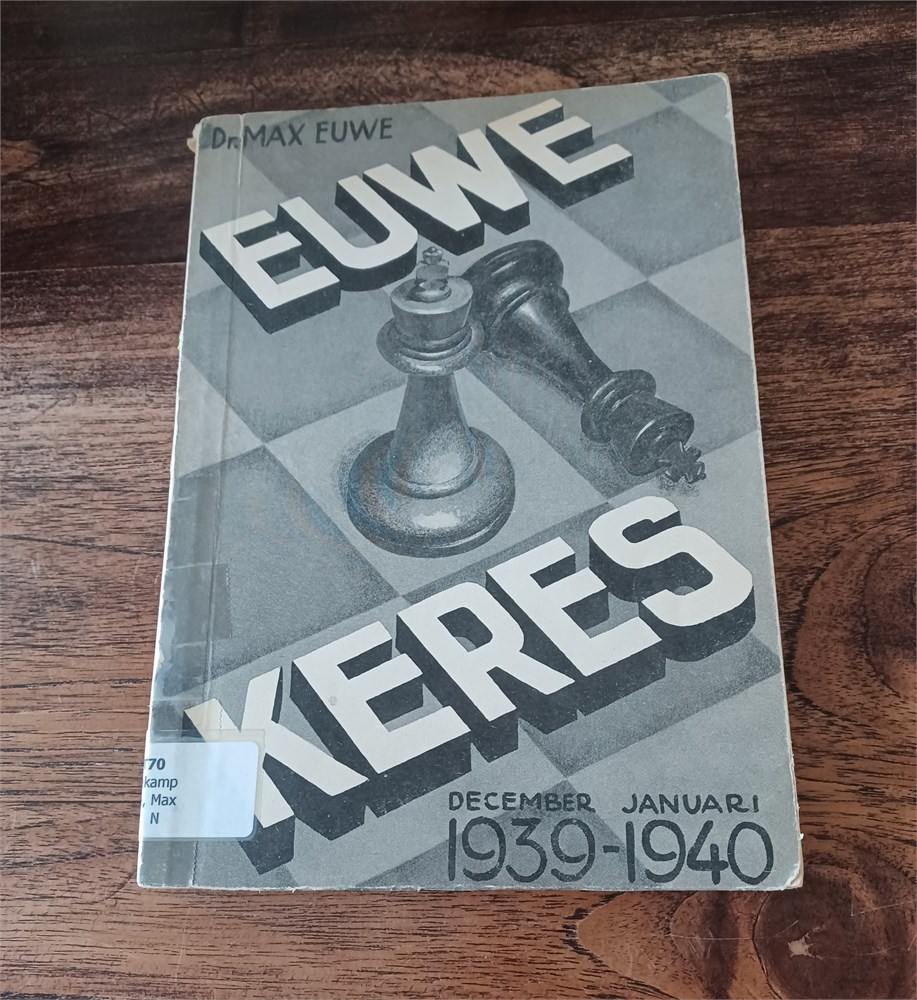 Dr. MAX EUWE
EUWE
KERES
DECEMBER JANUARI
1939-1940
70
kamp
, Max
N